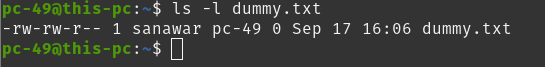 pc-49@this-pc:~$ ls -l dummy.txt
-rw-rw-r-- 1 sanawar pc-49 0 Sep 17 16:06 dummy.txt
pc-49@this-pc:~$